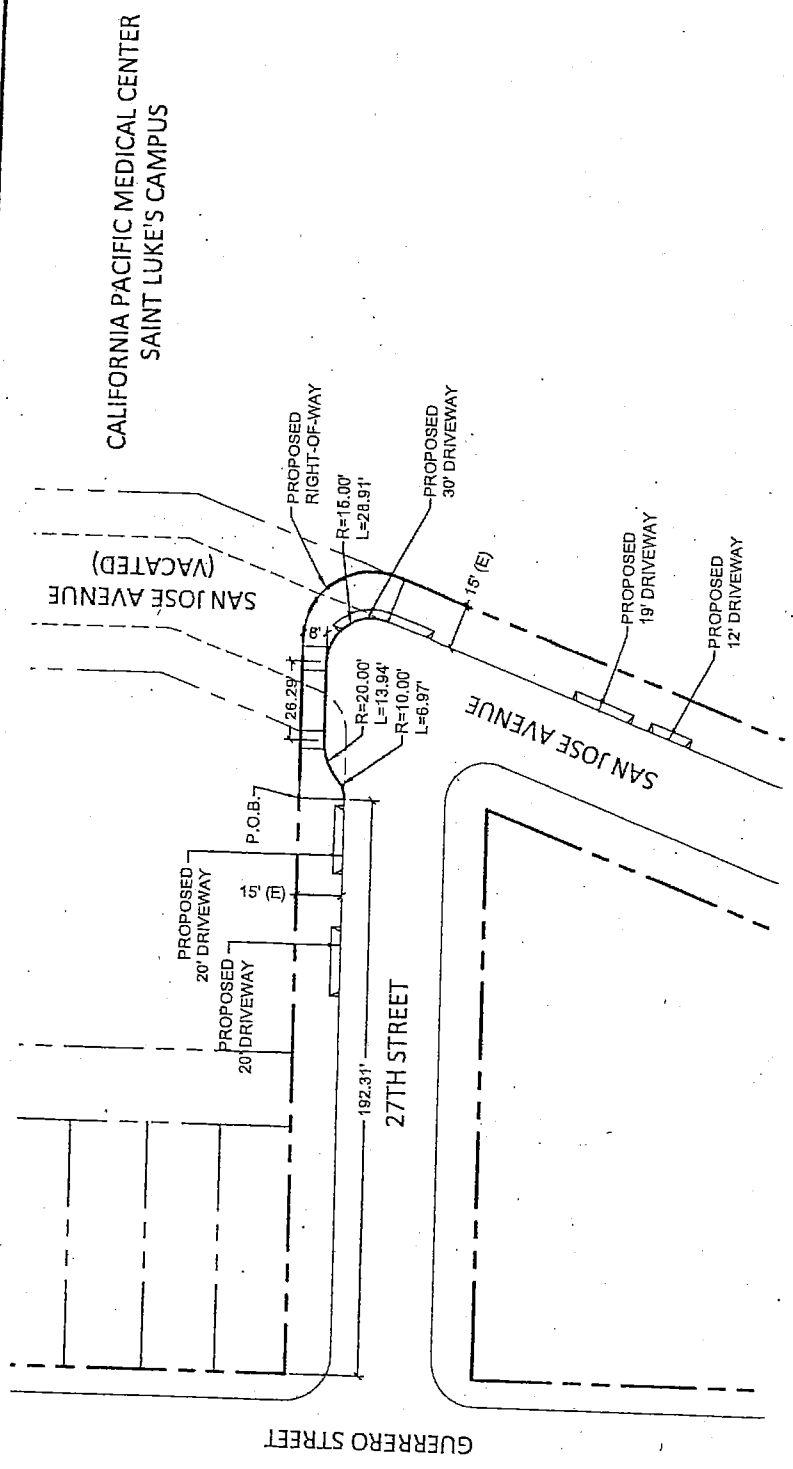 CALIFORNIA PACIFIC MEDICAL CENTER
SAINT LUKE'S CAMPUS
SAN JOSE AVENUE
(VACATED)
PROPOSED
RIGHT-OF-WAY
R=15.00'
L=28.91'
PROPOSED
30' DRIVEWAY
8'
26.29'
R=20.00'
L=13.94'
R=10.00'
L=6.97'
15' (E)
PROPOSED
19' DRIVEWAY
PROPOSED
12' DRIVEWAY
SAN JOSE AVENUE
P.O.B.
PROPOSED
20' DRIVEWAY
15' (E)
PROPOSED
20' DRIVEWAY
192.31'
27TH STREET
GUERRERO STREET